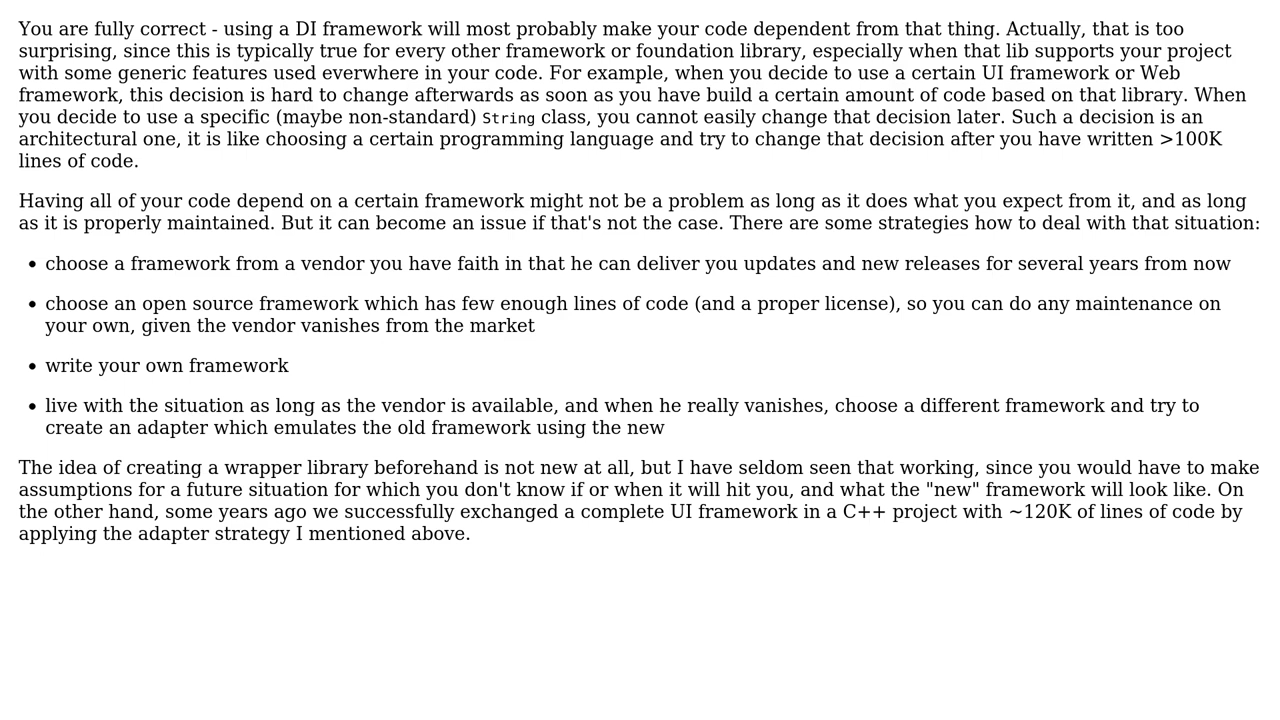 You are fully correct - using a DI framework will most probably make your code dependent from that thing. Actually, that is too
surprising, since this is typically true for every other framework or foundation library, especially when that lib supports your project
with some generic features used everwhere in your code. For example, when you decide to use a certain UI framework or Web
framework, this decision is hard to change afterwards as soon as you have build a certain amount of code based on that library. When
you decide to use a specific (maybe non-standard) String class, you cannot easily change that decision later. Such a decision is an
architectural one, it is like choosing a certain programming language and try to change that decision after you have written >100K
lines of code.
Having all of your code depend on a certain framework might not be a problem as long as it does what you expect from it, and as long
as it is properly maintained. But it can become an issue if that's not the case. There are some strategies how to deal with that situation:
• choose a framework from a vendor you have faith in that he can deliver you updates and new releases for several years from now
• choose an open source framework which has few enough lines of code (and a proper license), so you can do any maintenance on
your own, given the vendor vanishes from the market
• write your own framework
• live with the situation as long as the vendor is available, and when he really vanishes, choose a different framework and try to
create an adapter which emulates the old framework using the new
The idea of creating a wrapper library beforehand is not new at all, but I have seldom seen that working, since you would have to make
assumptions for a future situation for which you don't know if or when it will hit you, and what the "new" framework will look like. On
the other hand, some years ago we successfully exchanged a complete UI framework in a C++ project with ~120K of lines of code by
applying the adapter strategy I mentioned above.